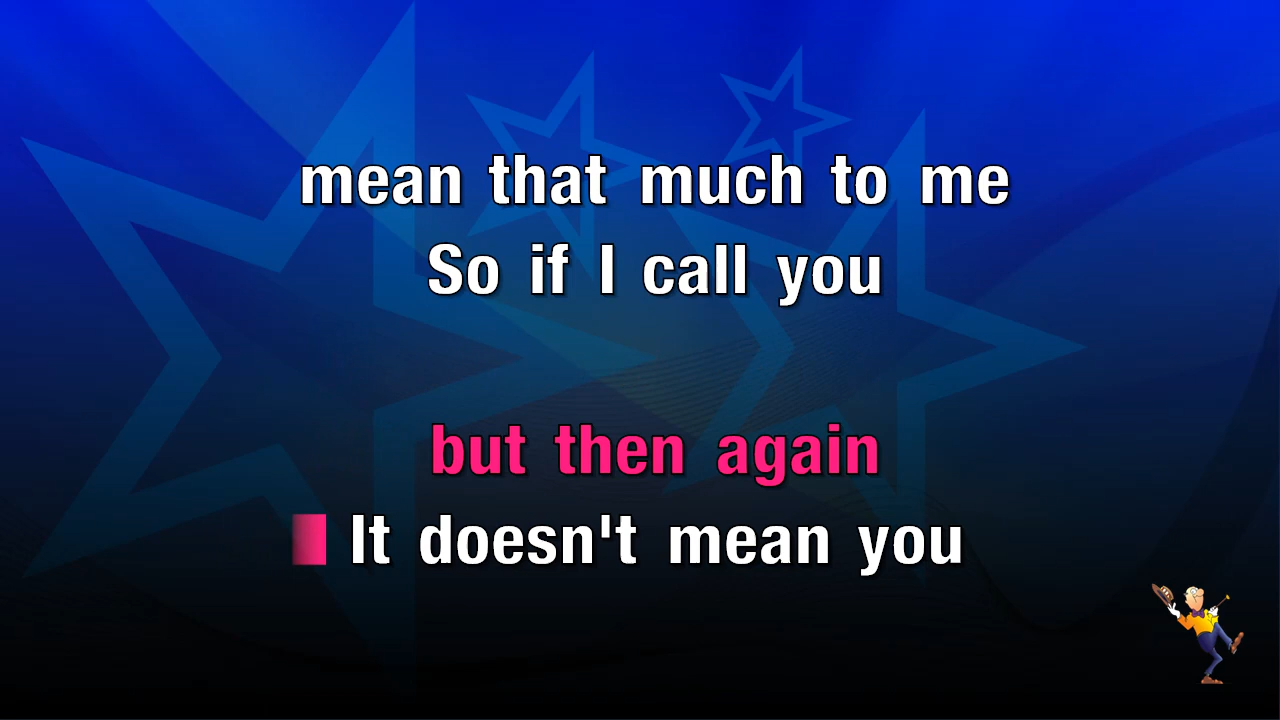 mean that much to me
So if I call you
but then again
It doesn't mean you